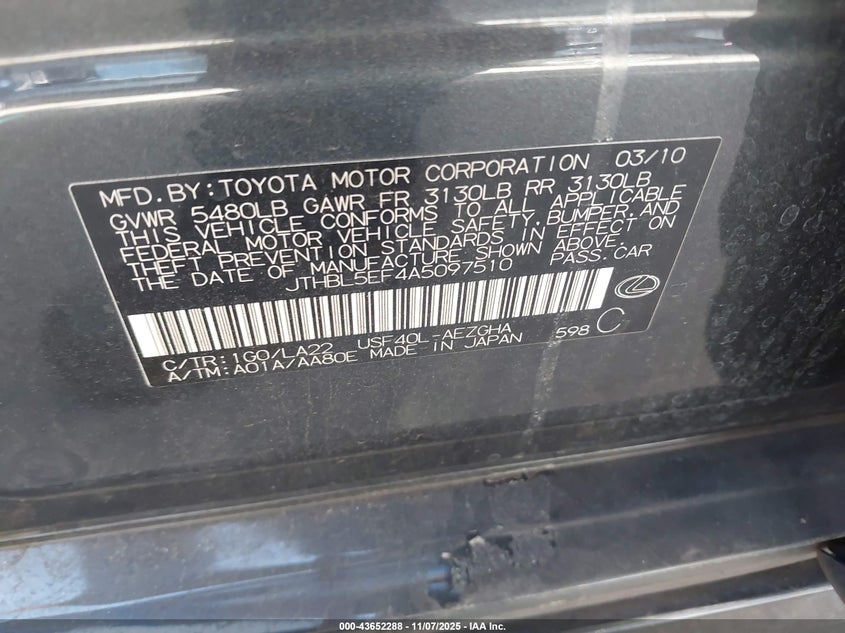 MFD.BY:TOYOTA MOTOR CORPORATION 03/10
GVWR 5480LB GAWR FR 3130LB RR 3130LB
THIS VEHICLE CONFORMS TO ALL APPLICABLE
FEDERAL MOTOR VEHICLE SAFETY,BUMPER,AND
THEFT PREVENTION STANDARDS IN EFFECT ON
THE DATE OF MANUFACTURE SHOWN ABOVE.
JTHBL5EF4A5097510 PASS.CAR
C/TR:1G0/LA22 USF40L-AEZGHA 598 C
A/TM:A01A/AA80E MADE IN JAPAN
000-43652288 - 11/07/2025 - IAA Inc.